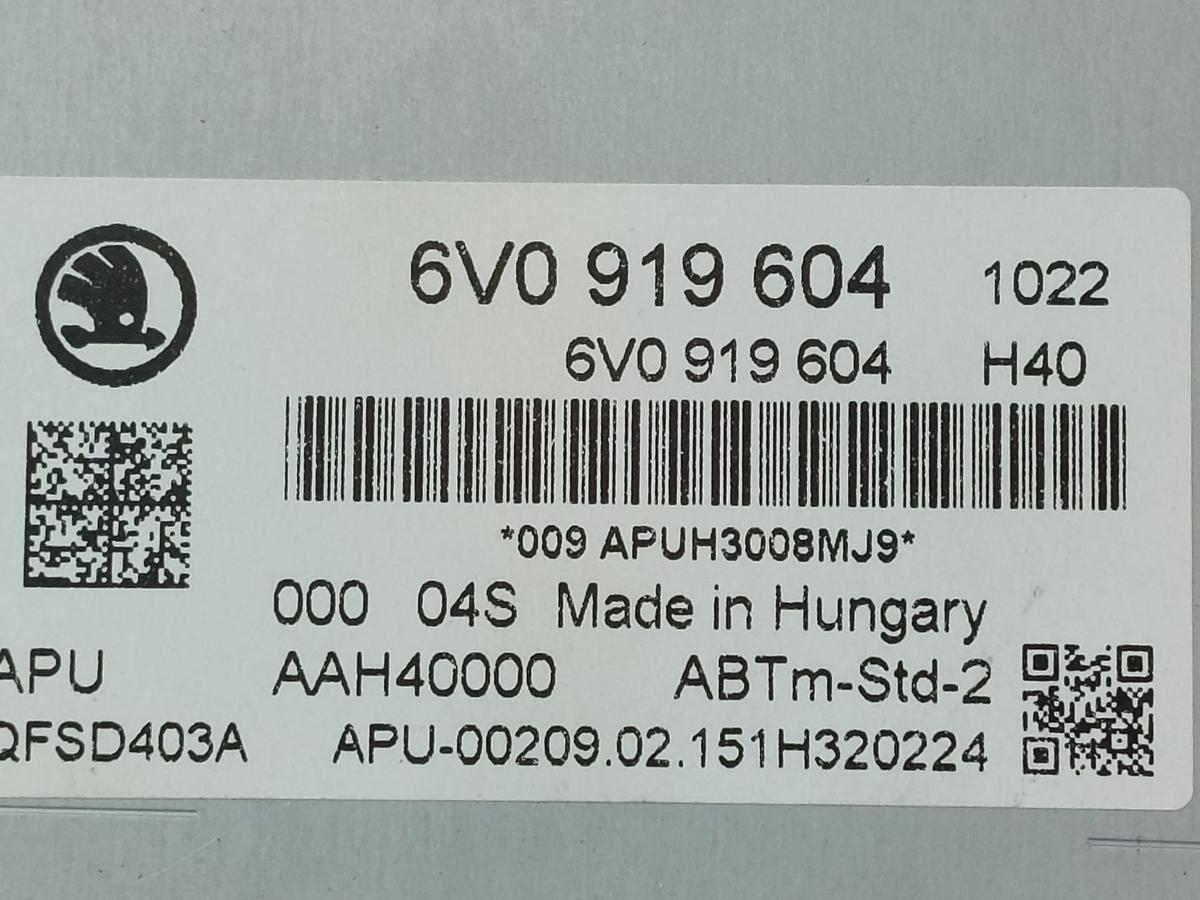 6V0 919 604 1022
6V0 919 604 H40
*009 APUH3008MJ9*
000 04S Made in Hungary
APU AAH40000 ABTm-Std-2
QFSD403A APU-00209.02.151H320224